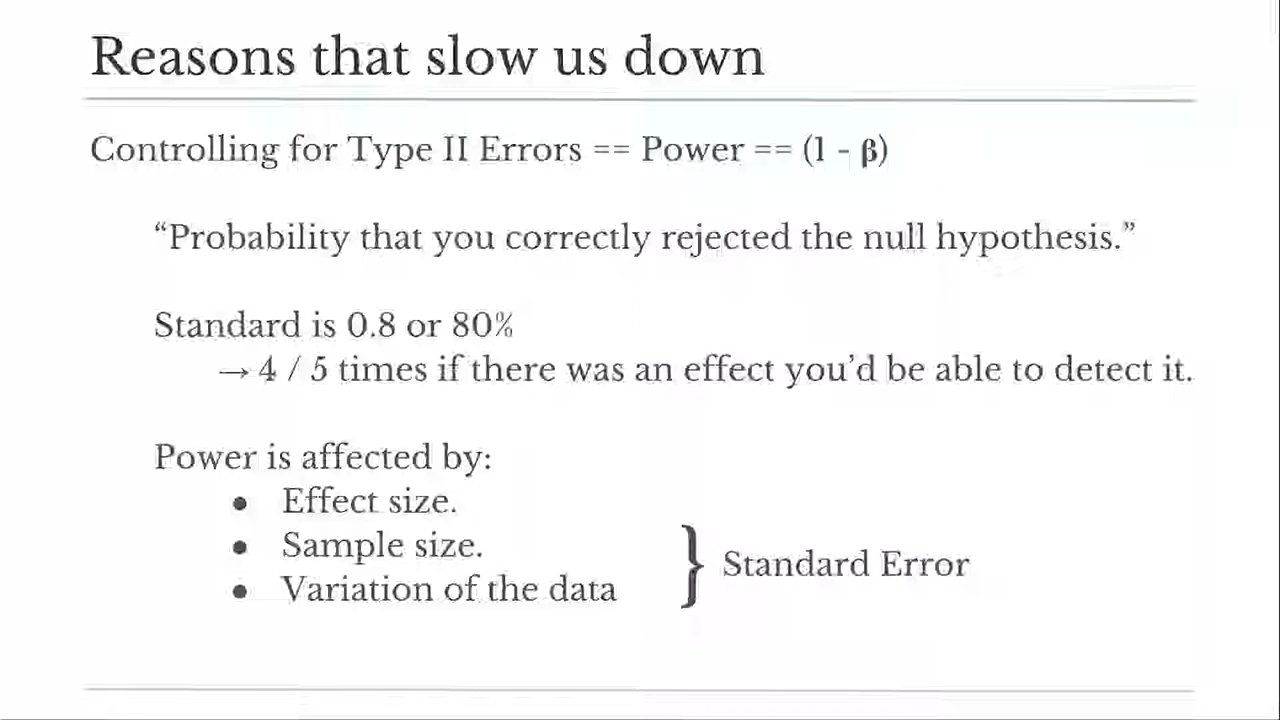 Reasons that slow us down
Controlling for Type II Errors == Power == (1 - β)
“Probability that you correctly rejected the null hypothesis.”
Standard is 0.8 or 80%
→ 4 / 5 times if there was an effect you’d be able to detect it.
Power is affected by:
● Effect size.
● Sample size.
● Variation of the data
} Standard Error